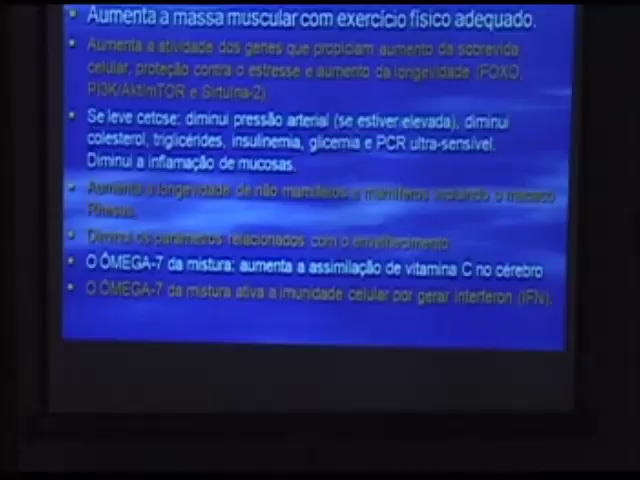 • Aumenta a massa muscular com exercício físico adequado.
• Aumenta a atividade dos genes que propiciam aumento da sobrevida
celular, proteção contra o estresse e aumento da longevidade (FOXO,
PI3K/Akt/mTOR e Sirtuína-2).
• Se leve cetose: diminui pressão arterial (se estiver elevada), diminui
colesterol, triglicérides, insulinemia, glicemia e PCR ultra-sensível.
Diminui a inflamação de mucosas.
• Aumenta a longevidade de não mamíferos e mamíferos incluindo o macaco
Rhesus.
• Diminui os parâmetros relacionados com o envelhecimento.
• O ÔMEGA-7 da mistura: aumenta a assimilação de vitamina C no cérebro
• O ÔMEGA-7 da mistura ativa a imunidade celular por gerar interferon (IFN).